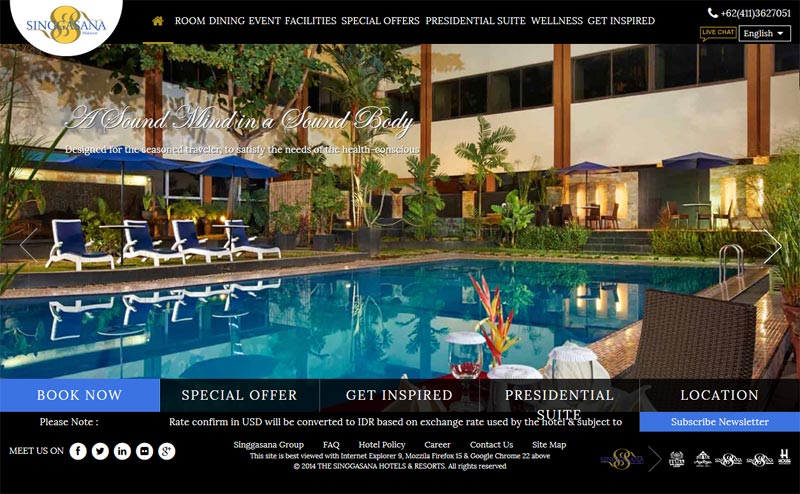 SINGGASANA
Makassar
ROOM DINING EVENT FACILITIES SPECIAL OFFERS PRESIDENTIAL SUITE WELLNESS GET INSPIRED
+62(411)3627051
LIVE CHAT
English
A Sound Mind in a Sound Body
Designed for the seasoned traveler, to satisfy the needs of the health-conscious
BOOK NOW
SPECIAL OFFER
GET INSPIRED
PRESIDENTIAL
SUITE
LOCATION
Please Note :
Rate confirm in USD will be converted to IDR based on exchange rate used by the hotel & subject to
Subscribe Newsletter
MEET US ON
Singgasana Group FAQ Hotel Policy Career Contact Us Site Map
This site is best viewed with Internet Explorer 9, Mozzila Firefox 15 & Google Chrome 22 above
© 2014 THE SINGGASANA HOTELS & RESORTS. All rights reserved
SINGGASANA